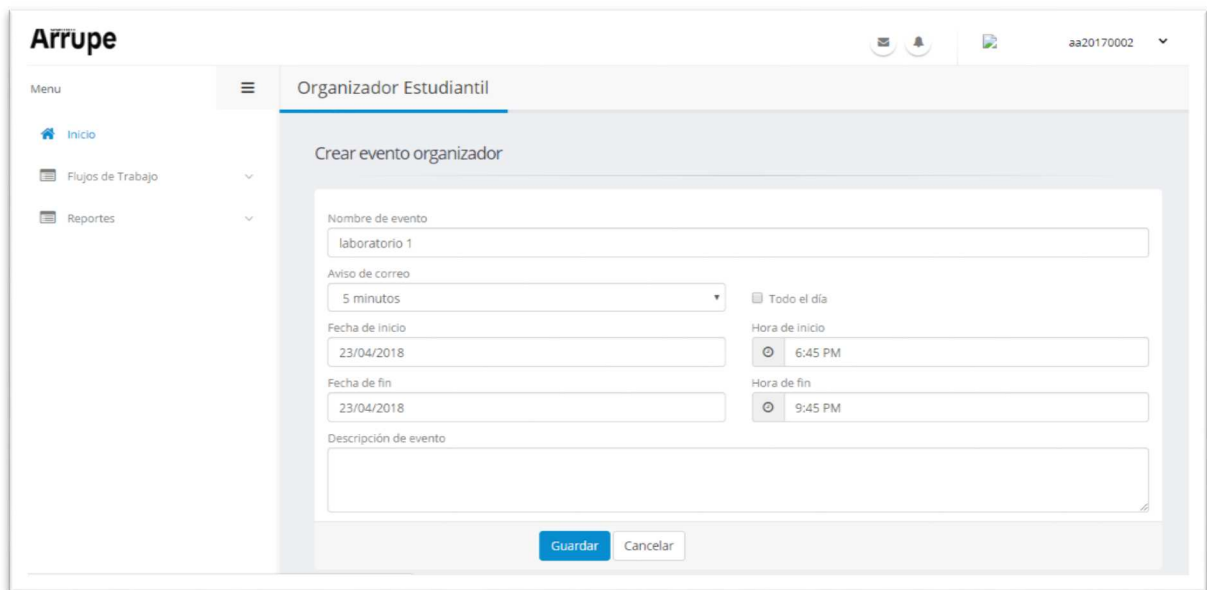 Arrupe
aa20170002
Menu
Organizador Estudiantil
Inicio
Flujos de Trabajo
Reportes
Crear evento organizador
Nombre de evento
laboratorio 1
Aviso de correo
5 minutos
Todo el día
Fecha de inicio
Hora de inicio
23/04/2018
6:45 PM
Fecha de fin
Hora de fin
23/04/2018
9:45 PM
Descripción de evento
Guardar
Cancelar